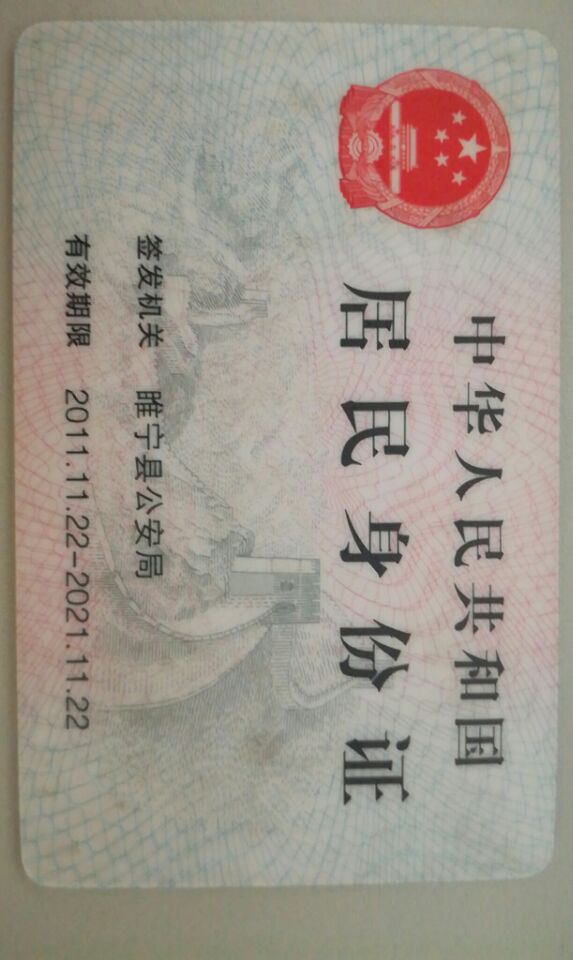 中华人民共和国
居民身份证
签发机关 睢宁县公安局
有效期限 2011.11.22-2021.11.22